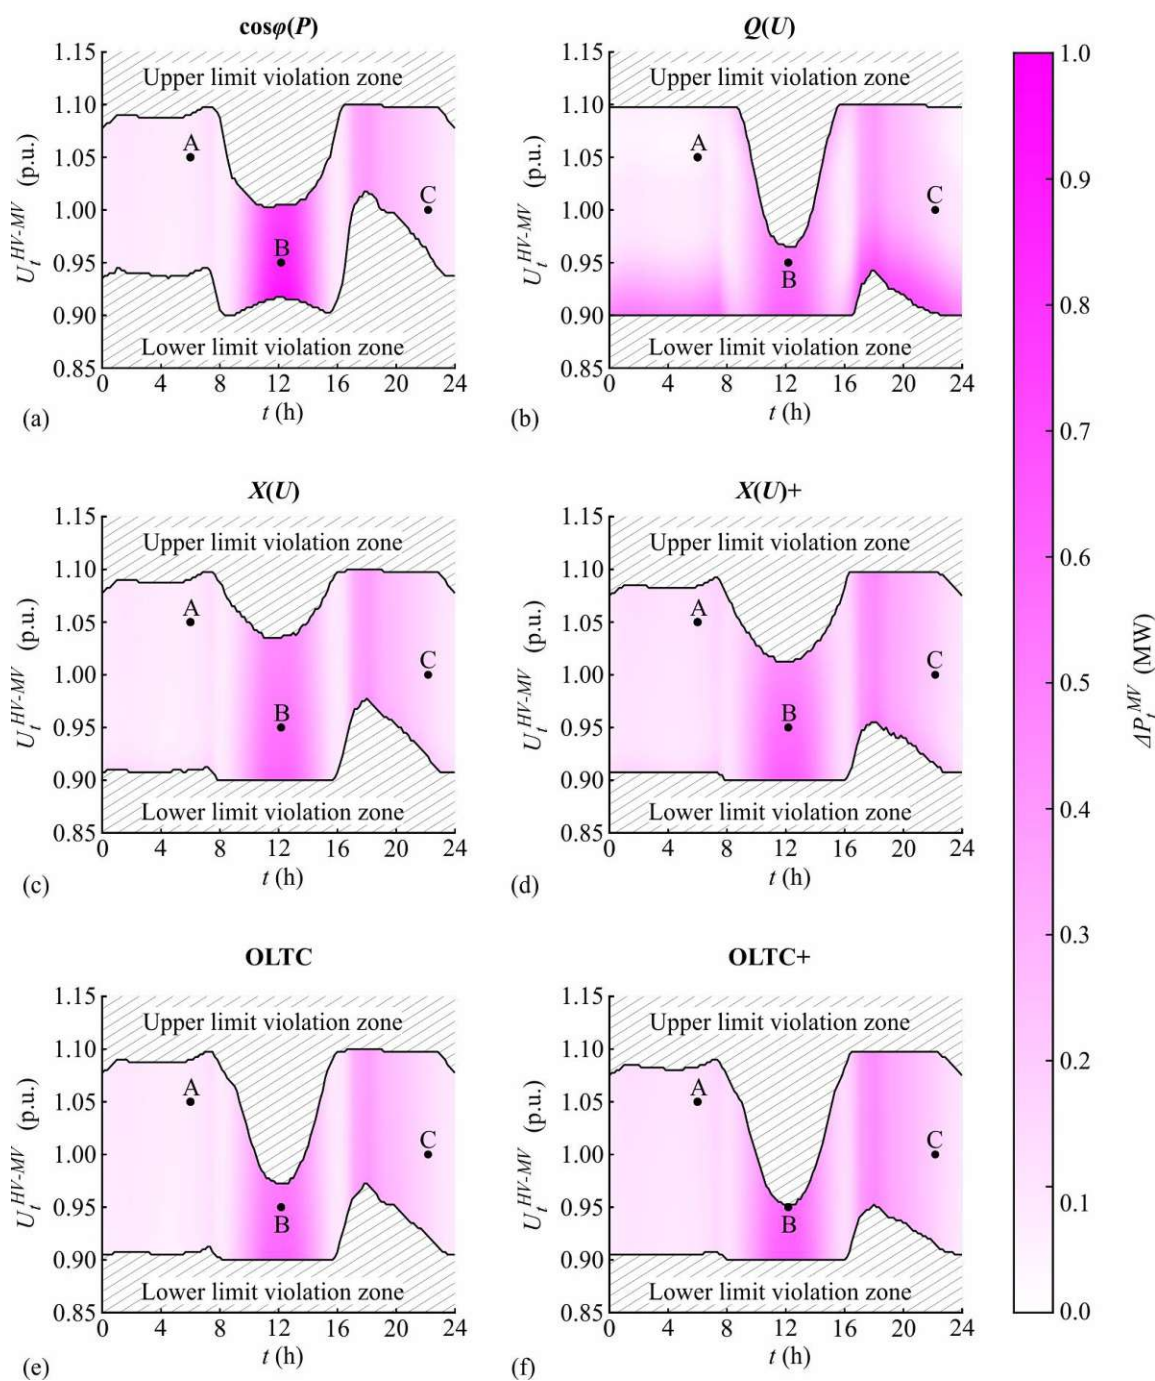 cosφ(P)
1.15
1.10
1.05
1.00
0.95
0.90
0.85
U_t^{HV-MV} (p.u.)
Upper limit violation zone
A
B
C
Lower limit violation zone
0 4 8 12 16 20 24
t (h)
(a)
Q(U)
1.15
1.10
1.05
1.00
0.95
0.90
0.85
Upper limit violation zone
A
B
C
Lower limit violation zone
0 4 8 12 16 20 24
t (h)
(b)
X(U)
1.15
1.10
1.05
1.00
0.95
0.90
0.85
U_t^{HV-MV} (p.u.)
Upper limit violation zone
A
B
C
Lower limit violation zone
0 4 8 12 16 20 24
t (h)
(c)
X(U)+
1.15
1.10
1.05
1.00
0.95
0.90
0.85
U_t^{HV-MV} (p.u.)
Upper limit violation zone
A
B
C
Lower limit violation zone
0 4 8 12 16 20 24
t (h)
(d)
OLTC
1.15
1.10
1.05
1.00
0.95
0.90
0.85
U_t^{HV-MV} (p.u.)
Upper limit violation zone
A
B
C
Lower limit violation zone
0 4 8 12 16 20 24
t (h)
(e)
OLTC+
1.15
1.10
1.05
1.00
0.95
0.90
0.85
U_t^{HV-MV} (p.u.)
Upper limit violation zone
A
B
C
Lower limit violation zone
0 4 8 12 16 20 24
t (h)
(f)
1.0
0.9
0.8
0.7
0.6
0.5
0.4
0.3
0.2
0.1
0.0
ΔP_t^{MV} (MW)